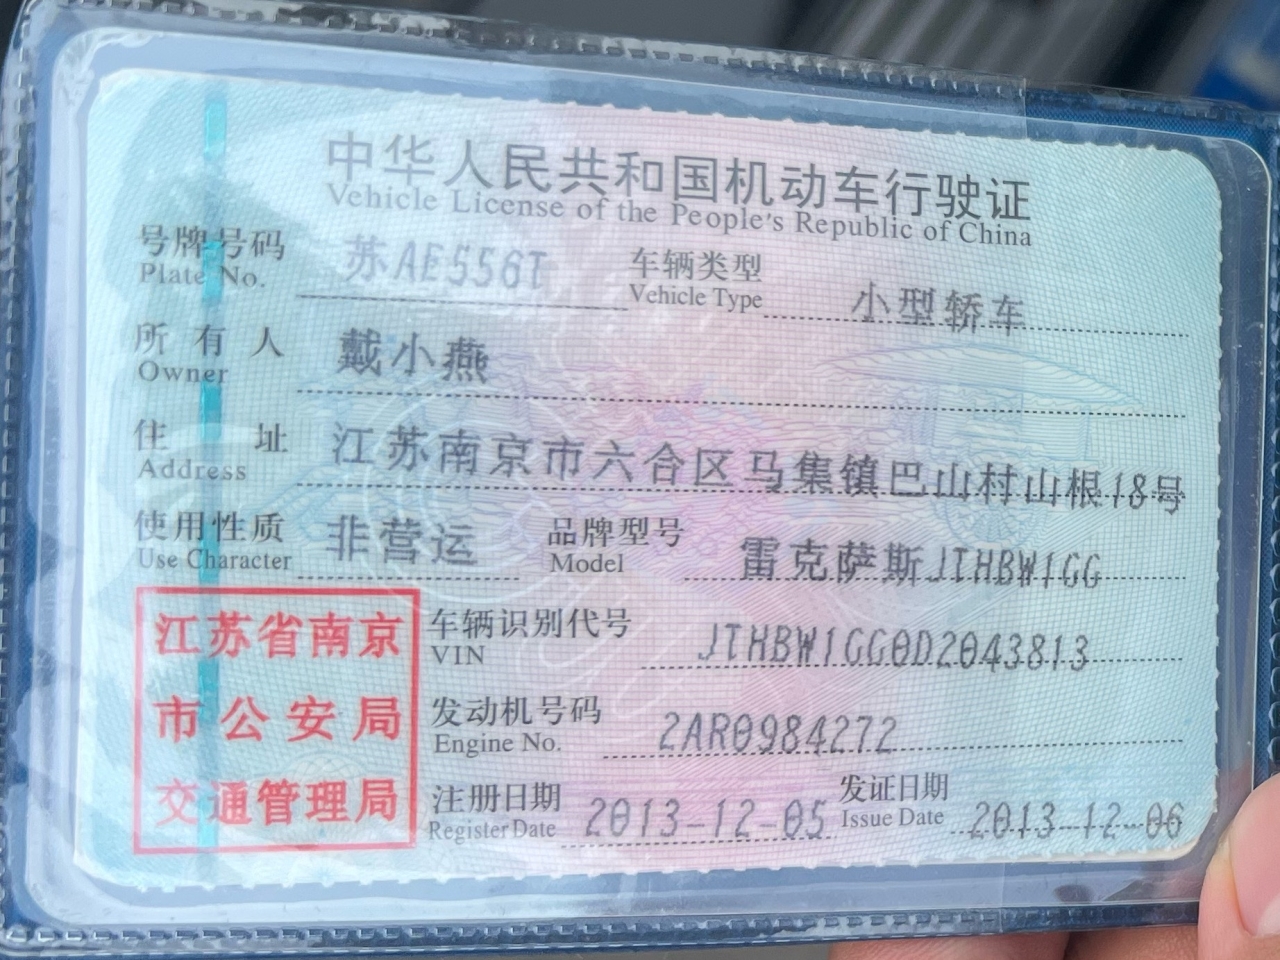 中华人民共和国机动车行驶证
Vehicle License of the People's Republic of China
号牌号码 苏AE556T 车辆类型 小型轿车
Plate No. Vehicle Type
所有人 戴小燕
Owner
住址 江苏南京市六合区马集镇巴山村山根18号
Address
使用性质 非营运 品牌型号 雷克萨斯JTHBW1GG
Use Character Model
江苏省南京
市公安局
交通管理局
车辆识别代号 JTHBW1GG0D2043813
VIN
发动机号码 2AR0984272
Engine No.
注册日期 2013-12-05 发证日期 2013-12-06
Register Date Issue Date